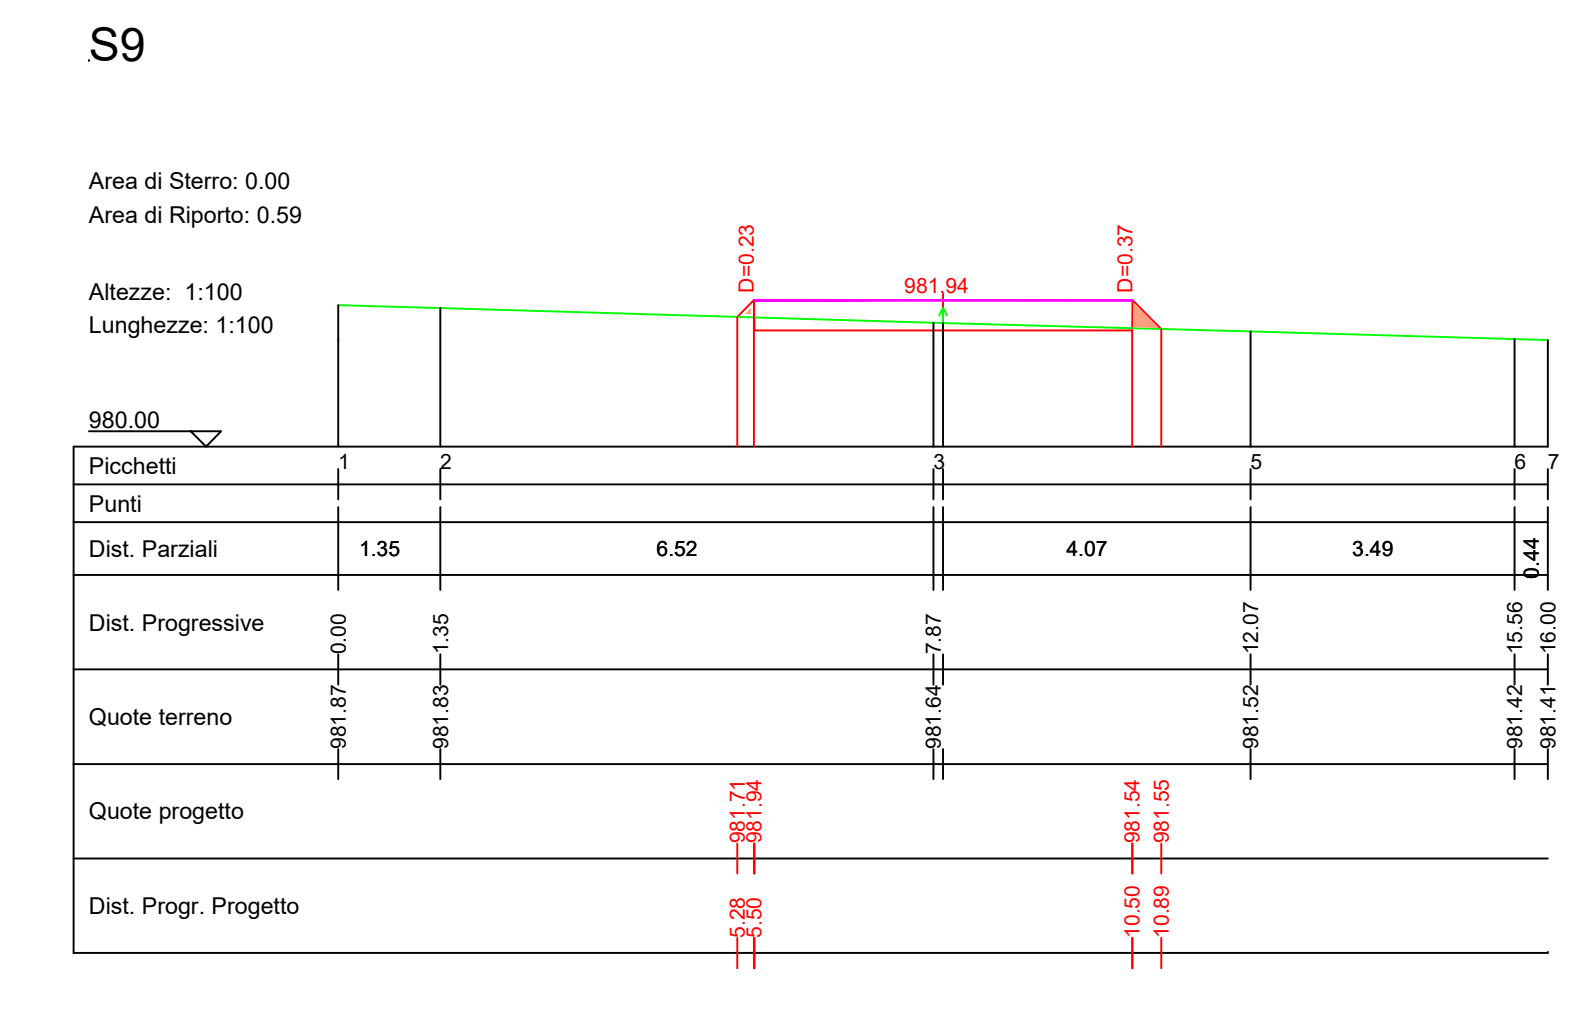 S9
Area di Sterro: 0.00
Area di Riporto: 0.59
Altezze: 1:100
Lunghezze: 1:100
D=0.23
981.94
D=0.37
980.00
Picchetti 1 2 3 5 6 7
Punti
Dist. Parziali 1.35 6.52 4.07 3.49 0.44
Dist. Progressive 0.00 1.35 7.87 12.07 15.56 16.00
Quote terreno 981.87 981.83 981.64 981.52 981.42 981.41
Quote progetto 981.71 981.94 981.54 981.55
Dist. Progr. Progetto 5.28 5.50 10.50 10.89